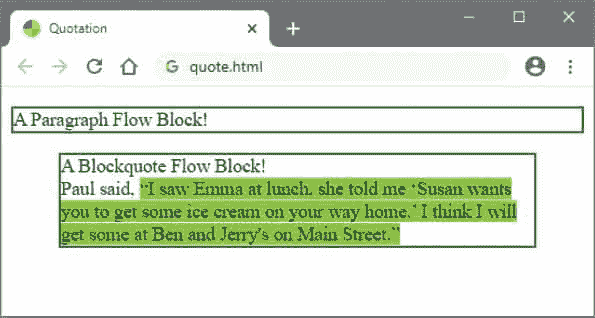 Quotation
quote.html
A Paragraph Flow Block!
A Blockquote Flow Block!
Paul said, “I saw Emma at lunch, she told me ‘Susan wants
you to get some ice cream on your way home.’ I think I will
get some at Ben and Jerry's on Main Street.”